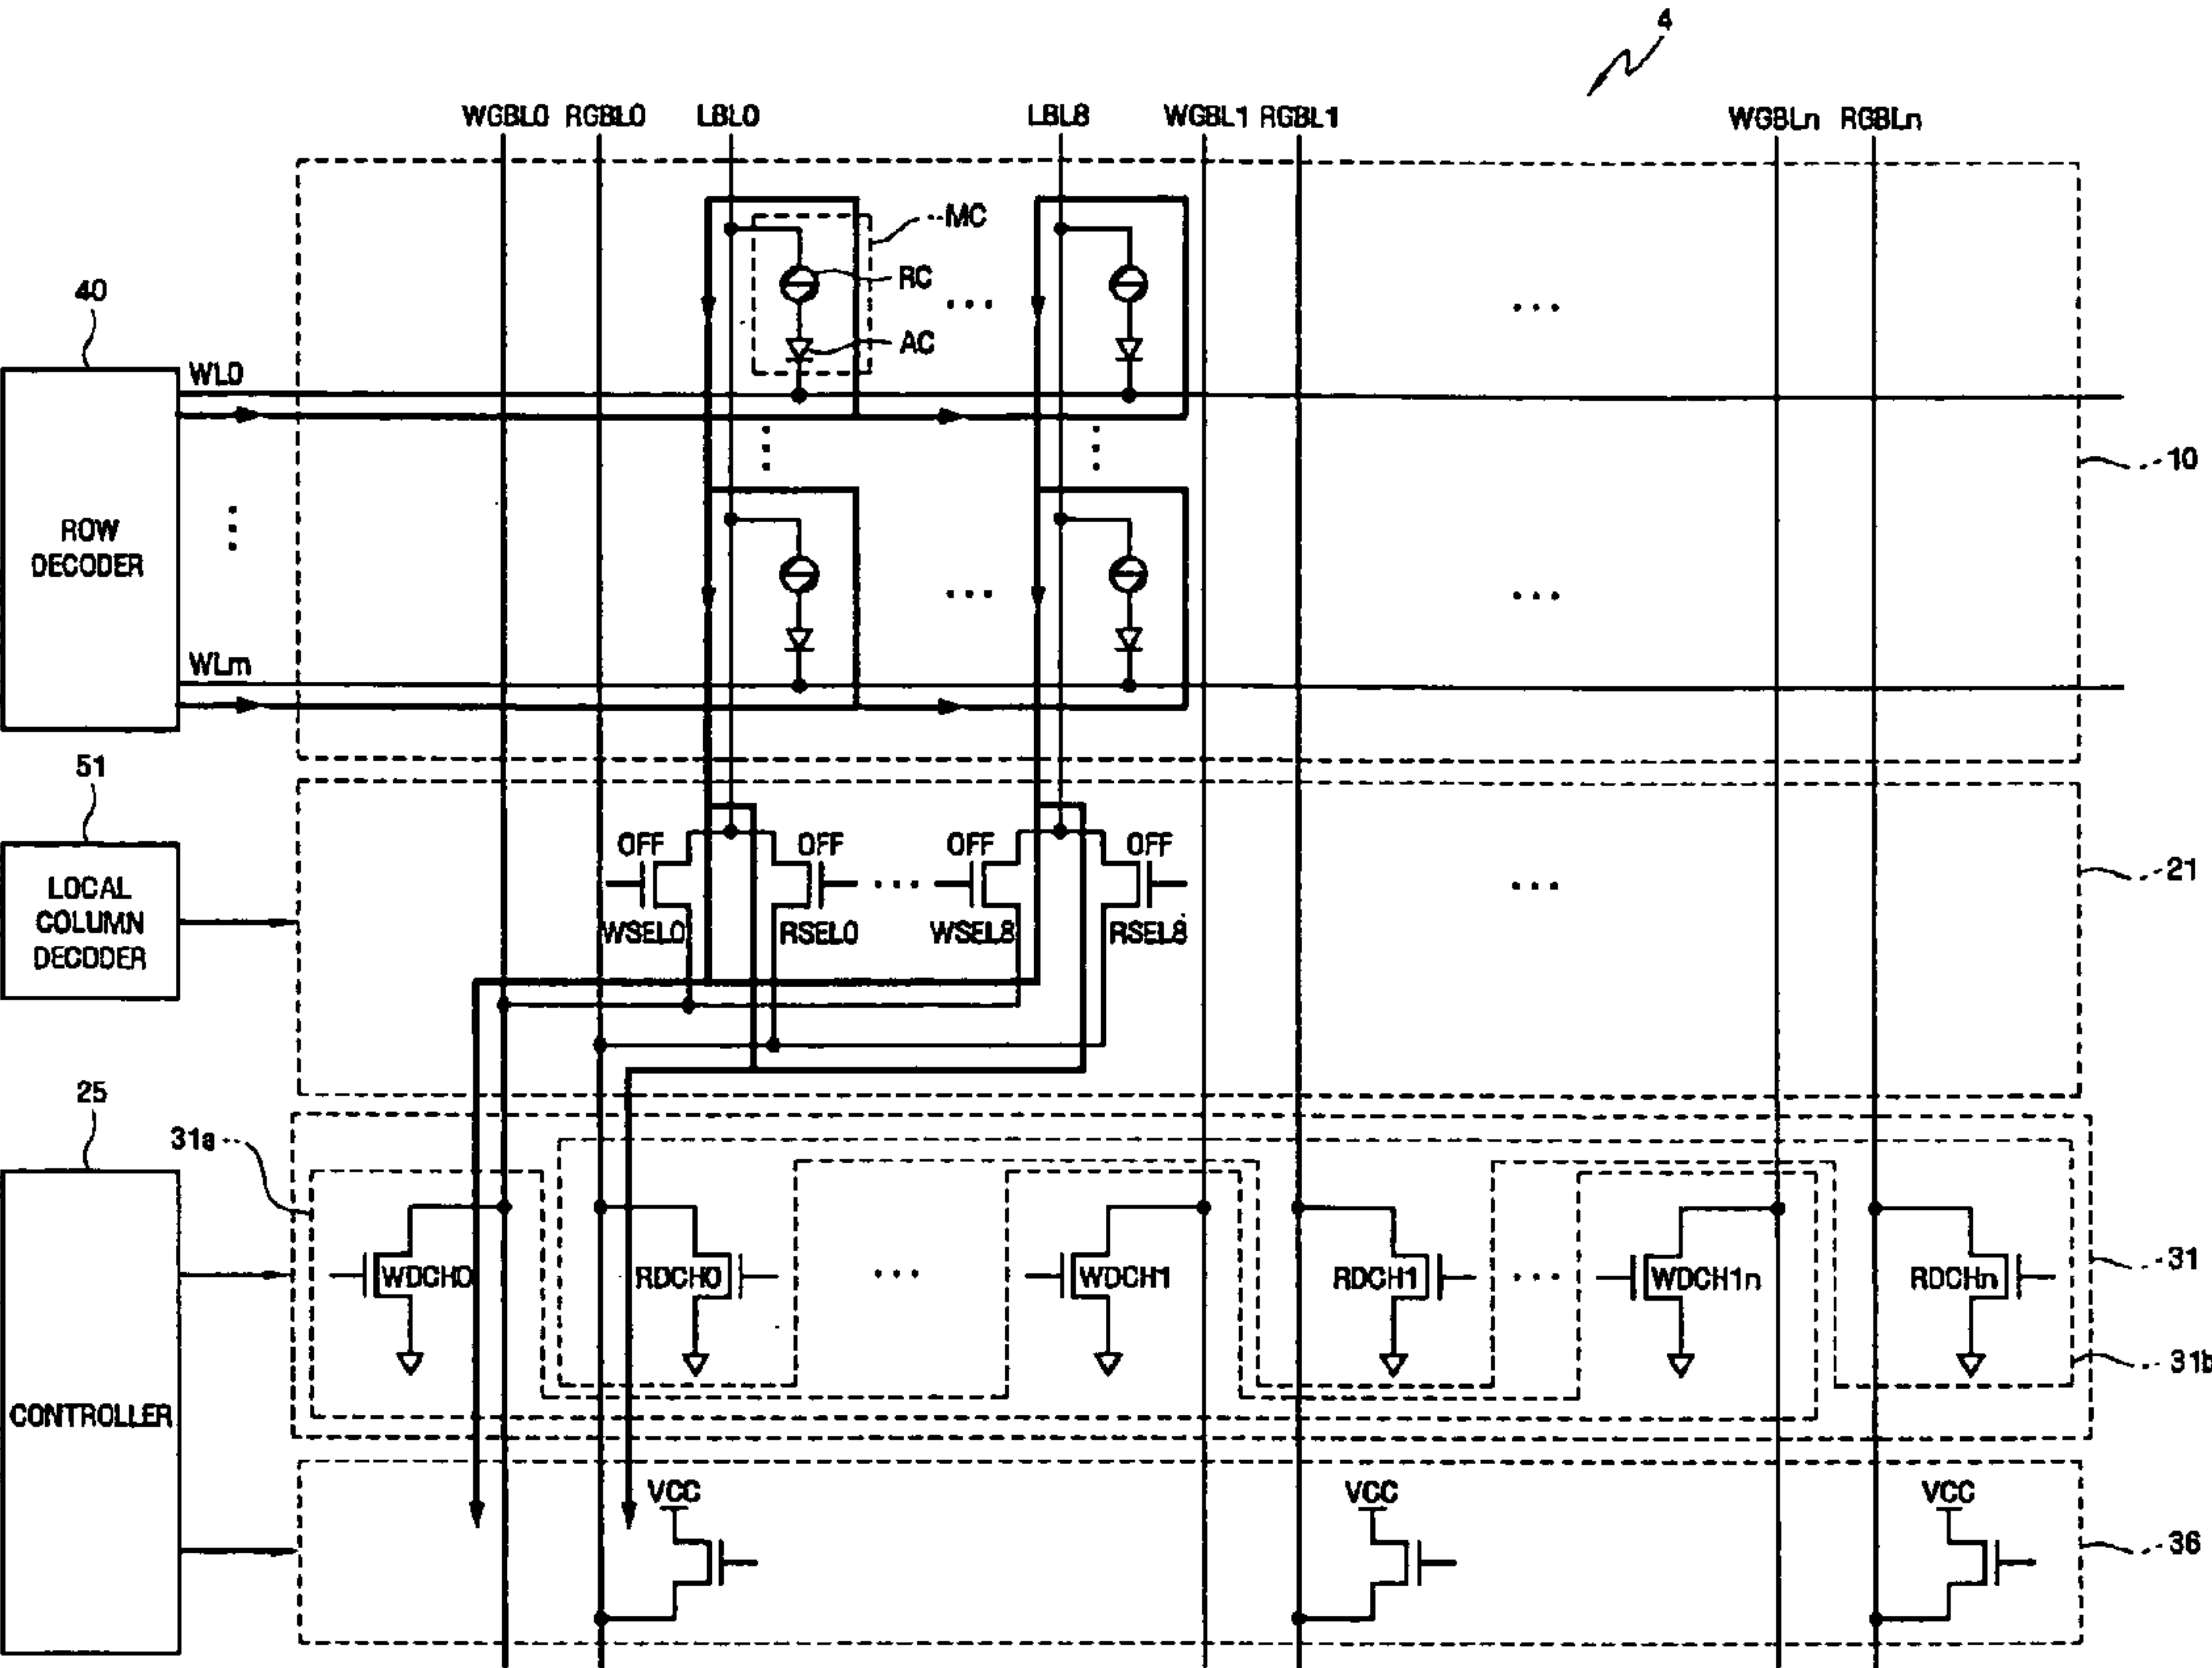 4
WGBL0 RGBL0 LBL0 LBL8 WGBL1 RGBL1 WGBLn RGBLn
MC
RC
40
AC
WL0
10
ROW
DECODER
WLm
51
OFF OFF OFF OFF
21
LOCAL
COLUMN
DECODER
WSEL0 RSEL0 WSEL8 RSEL8
25
31a
WDCH0 RDCH0 WDCH1 RDCH1 WDCH1n RDCHn
31
31b
CONTROLLER
VCC VCC VCC
36